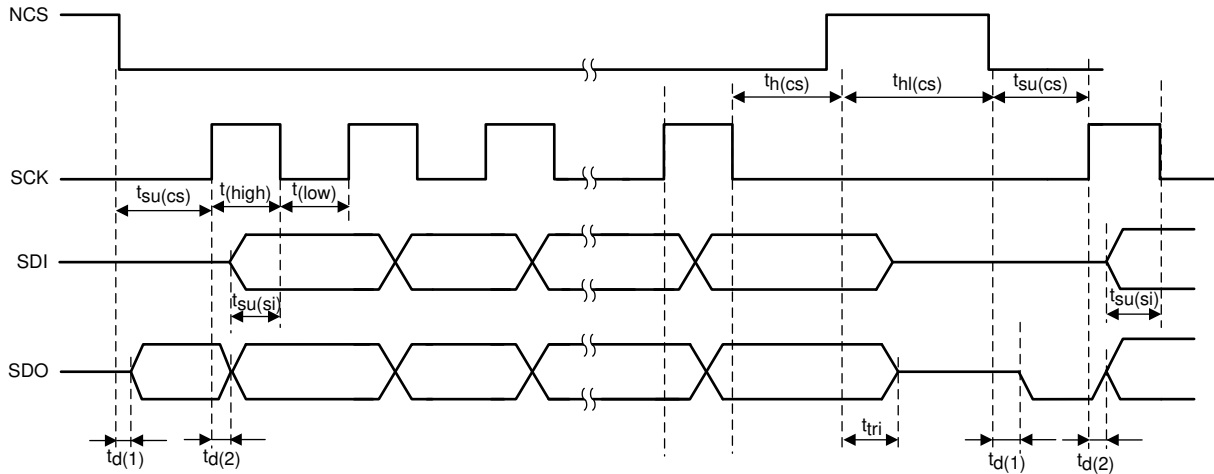 NCS
th(cs)
thl(cs)
tsu(cs)
SCK
tsu(cs)
t(high)
t(low)
SDI
tsu(si)
tsu(si)
SDO
ttri
td(1)
td(2)
td(1)
td(2)